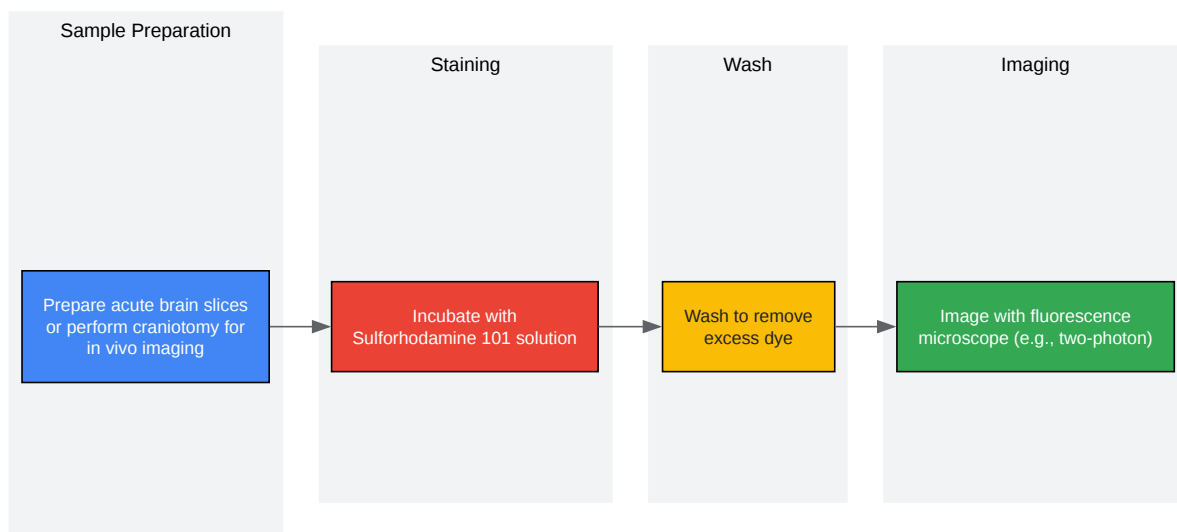 Sample Preparation
Staining
Wash
Imaging
Prepare acute brain slices
or perform craniotomy for
in vivo imaging
Incubate with
Sulforhodamine 101 solution
Wash to remove
excess dye
Image with fluorescence
microscope (e.g., two-photon)